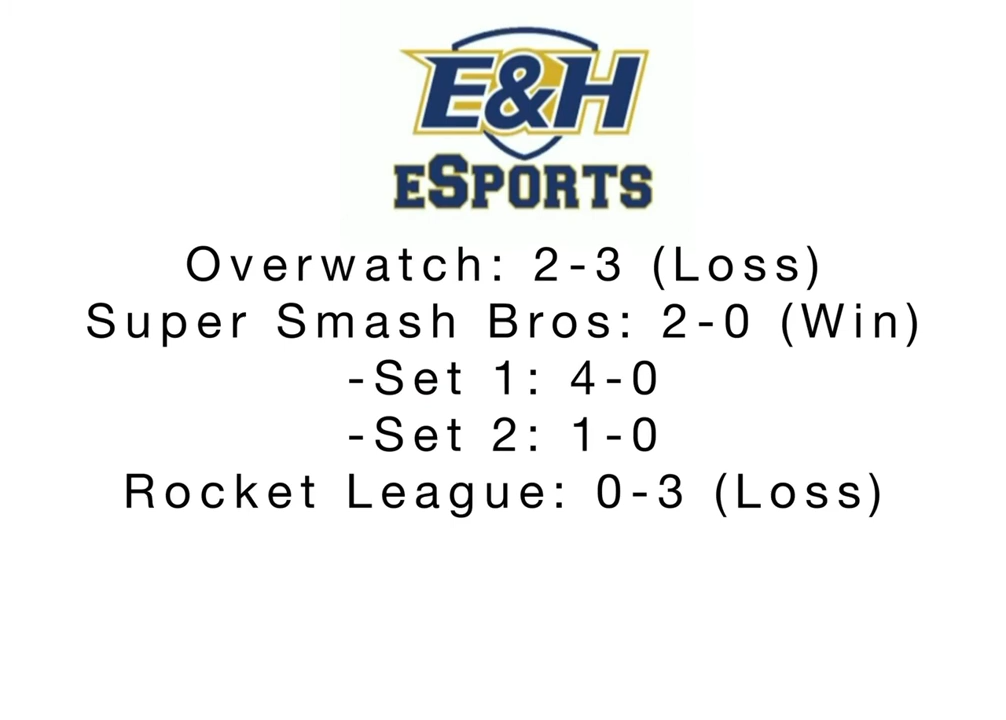 E&H
eSports
Overwatch: 2-3 (Loss)
Super Smash Bros: 2-0 (Win)
-Set 1: 4-0
-Set 2: 1-0
Rocket League: 0-3 (Loss)